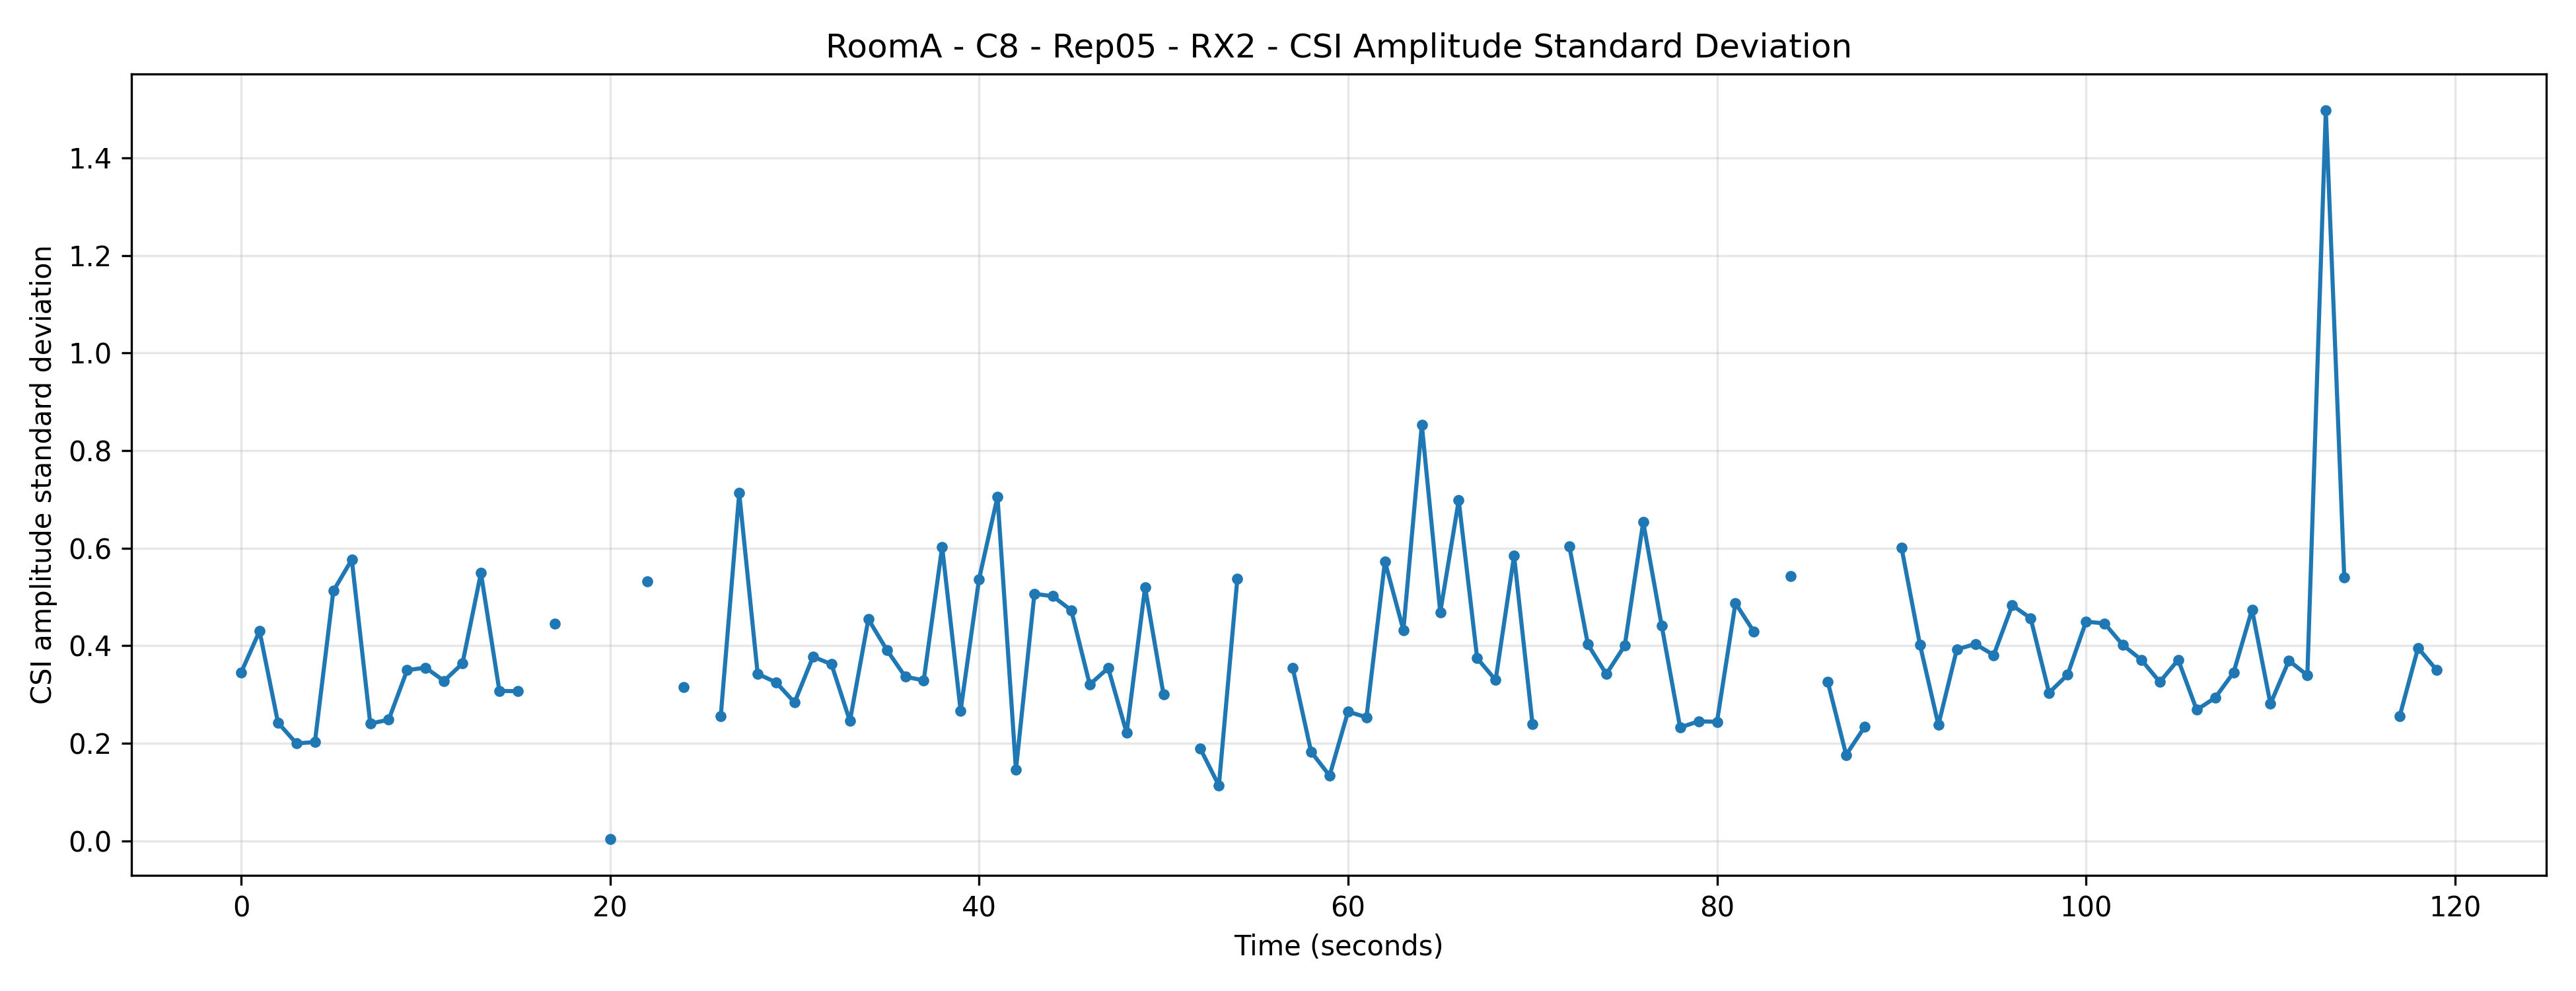 RoomA - C8 - Rep05 - RX2 - CSI Amplitude Standard Deviation
CSI amplitude standard deviation
1.4
1.2
1.0
0.8
0.6
0.4
0.2
0.0
0 20 40 60 80 100 120
Time (seconds)